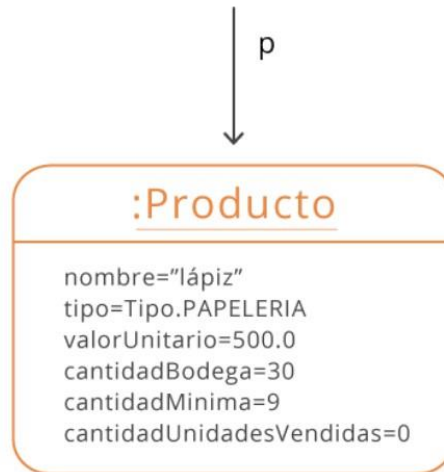 p
:Producto
nombre=”lápiz”
tipo=Tipo.PAPELERIA
valorUnitario=500.0
cantidadBodega=30
cantidadMinima=9
cantidadUnidadesVendidas=0